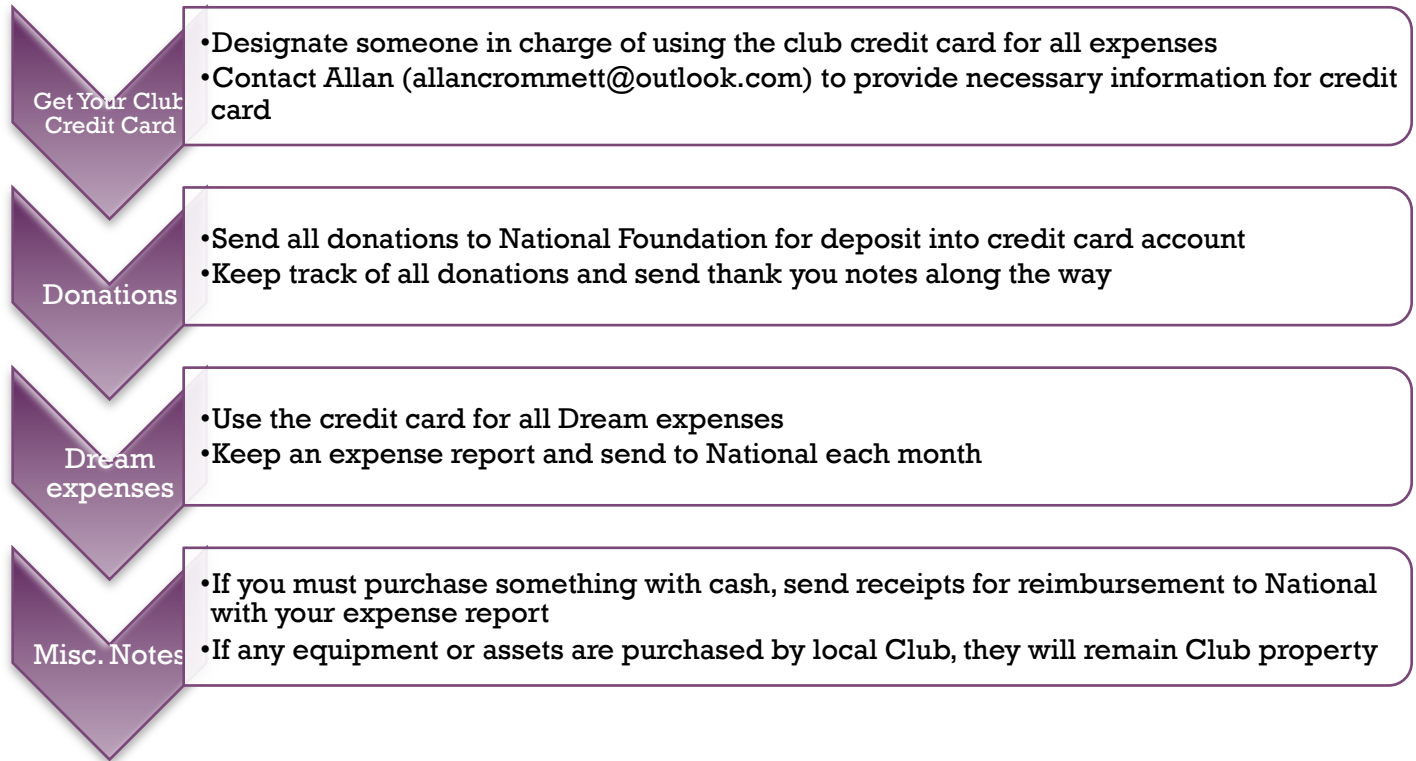 Get Your Club
Credit Card
•Designate someone in charge of using the club credit card for all expenses
•Contact Allan (allancrommett@outlook.com) to provide necessary information for credit
card
Donations
•Send all donations to National Foundation for deposit into credit card account
•Keep track of all donations and send thank you notes along the way
Dream
expenses
•Use the credit card for all Dream expenses
•Keep an expense report and send to National each month
Misc. Notes
•If you must purchase something with cash, send receipts for reimbursement to National
with your expense report
•If any equipment or assets are purchased by local Club, they will remain Club property